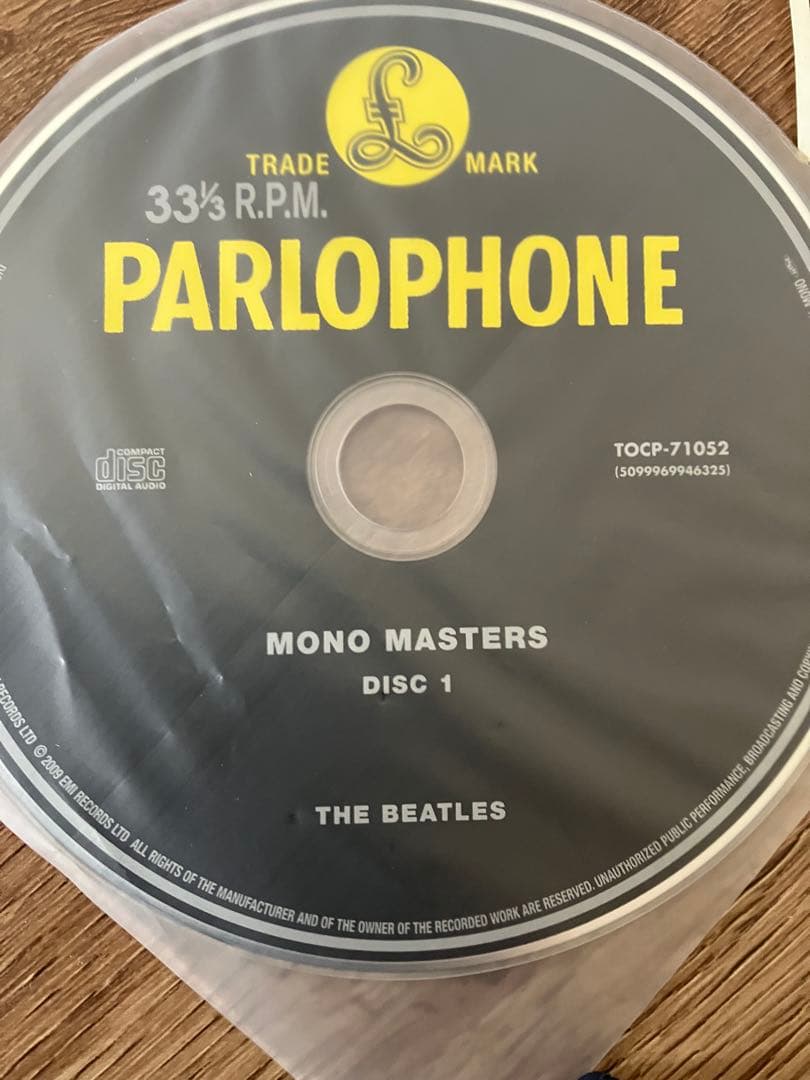 £
TRADE MARK
33⅓ R.P.M.
PARLOPHONE
COMPACT
disc
DIGITAL AUDIO
TOCP-71052
(5099969946325)
MONO MASTERS
DISC 1
THE BEATLES
RECORDS LTD © 2009 EMI RECORDS LTD ALL RIGHTS OF THE MANUFACTURER AND OF THE OWNER OF THE RECORDED WORK ARE RESERVED. UNAUTHORIZED PUBLIC PERFORMANCE, BROADCASTING AND
MONO